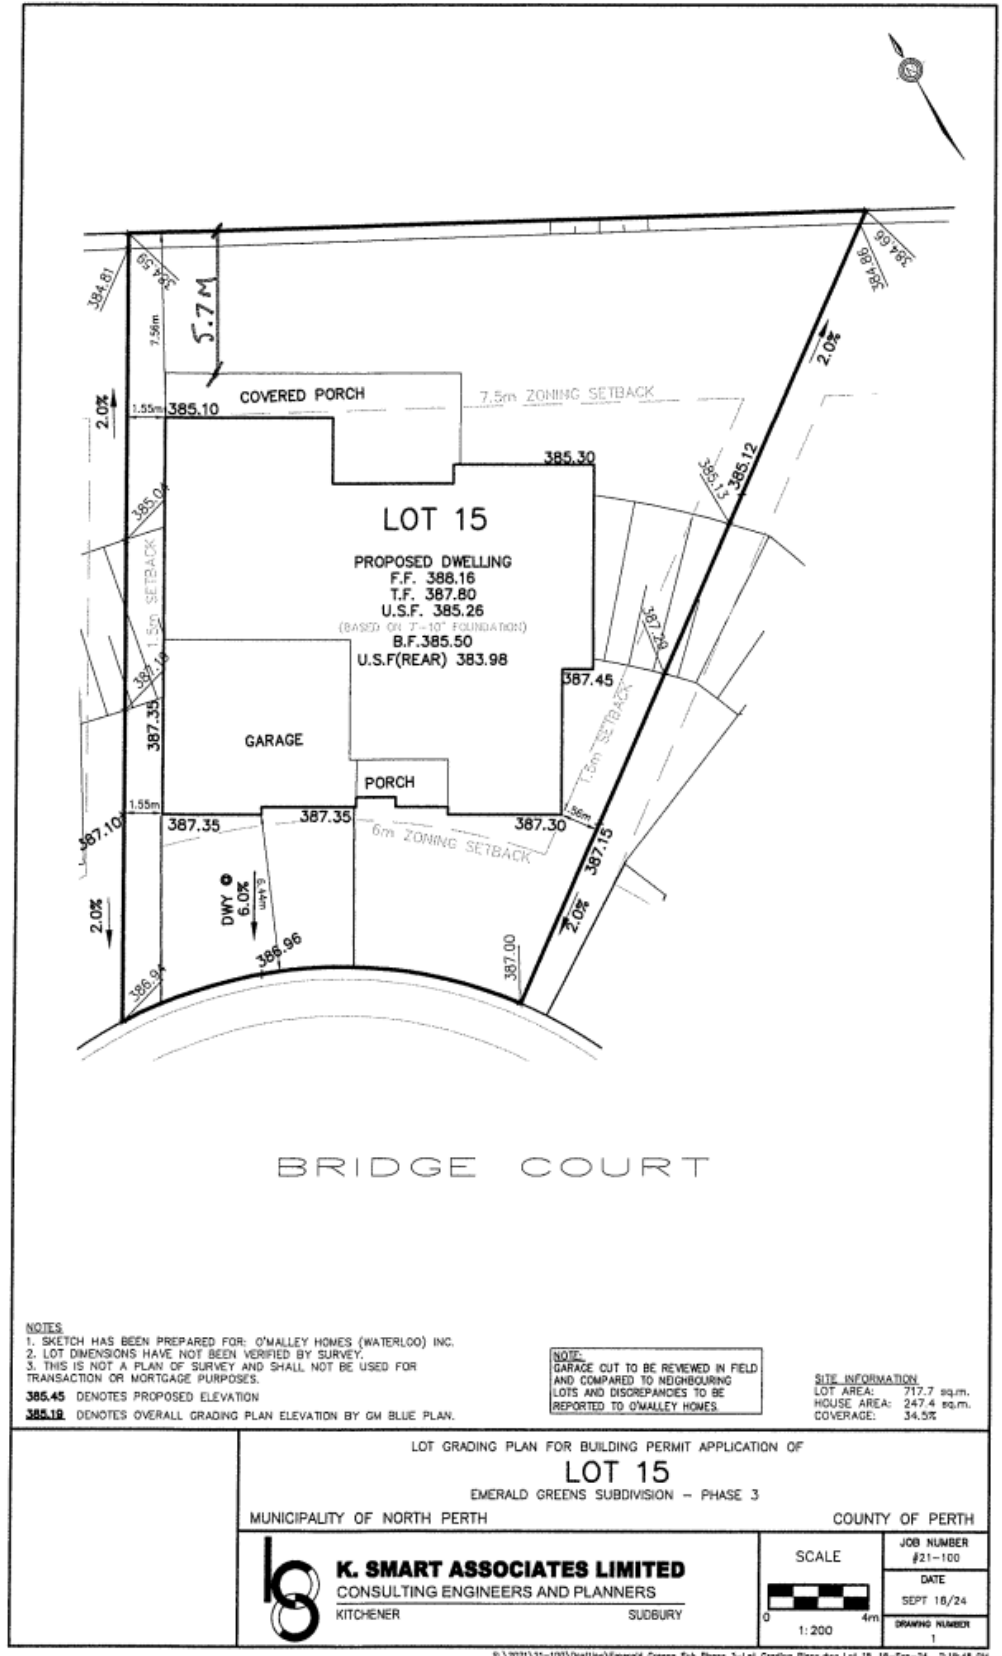 384.81
384.59
7.56m
5.7M
384.66
384.86
2.0%
2.0%
COVERED PORCH
7.5m ZONING SETBACK
1.55m
385.10
385.30
385.13
385.12
385.04
LOT 15
PROPOSED DWELLING
F.F. 388.16
T.F. 387.80
U.S.F. 385.26
(BASED ON 7'-10" FOUNDATION)
B.F.385.50
U.S.F(REAR) 383.98
1.5m SETBACK
387.29
387.45
387.35
GARAGE
PORCH
SETBACK
1.55m
387.10
387.35
387.35
387.30
1.56m
387.15
6m ZONING SETBACK
2.0%
DWY @
6.0%
6.44m
2.0%
386.96
387.00
386.94
BRIDGE COURT
NOTES
1. SKETCH HAS BEEN PREPARED FOR: O'MALLEY HOMES (WATERLOO) INC.
2. LOT DIMENSIONS HAVE NOT BEEN VERIFIED BY SURVEY.
3. THIS IS NOT A PLAN OF SURVEY AND SHALL NOT BE USED FOR
TRANSACTION OR MORTGAGE PURPOSES.
385.45 DENOTES PROPOSED ELEVATION
385.19 DENOTES OVERALL GRADING PLAN ELEVATION BY GM BLUE PLAN.
NOTE:
GARAGE CUT TO BE REVIEWED IN FIELD
AND COMPARED TO NEIGHBOURING
LOTS AND DISCREPANCIES TO BE
REPORTED TO O'MALLEY HOMES.
SITE INFORMATION
LOT AREA: 717.7 sq.m.
HOUSE AREA: 247.4 sq.m.
COVERAGE: 34.5%
LOT GRADING PLAN FOR BUILDING PERMIT APPLICATION OF
LOT 15
EMERALD GREENS SUBDIVISION - PHASE 3
MUNICIPALITY OF NORTH PERTH
COUNTY OF PERTH
K. SMART ASSOCIATES LIMITED
CONSULTING ENGINEERS AND PLANNERS
KITCHENER SUDBURY
SCALE
0 4m
1:200
JOB NUMBER
#21-100
DATE
SEPT 18/24
DRAWING NUMBER
1